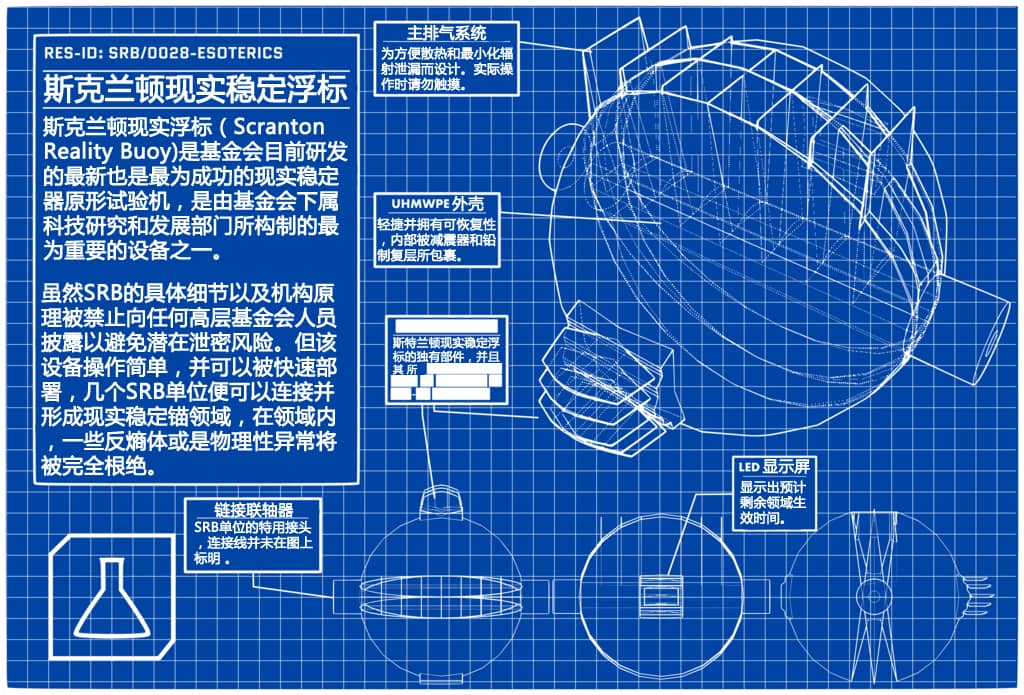 RES-ID: SRB/0028-ESOTERICS
斯克兰顿现实稳定浮标
斯克兰顿现实浮标（Scranton
Reality Buoy)是基金会目前研发
的最新也是最为成功的现实稳定
器原形试验机，是由基金会下属
科技研究和发展部门所构制的最
为重要的设备之一。
虽然SRB的具体细节以及机构原
理被禁止向任何高层基金会人员
披露以避免潜在泄密风险。但该
设备操作简单，并可以被快速部
署，几个SRB单位便可以连接并
形成现实稳定锚领域，在领域内
，一些反熵体或是物理性异常将
被完全根绝。
主排气系统
为方便散热和最小化辐
射泄漏而设计。实际操
作时请勿触摸。
UHMWPE外壳
轻捷并拥有可恢复性
，内部被减震器和铅
制复层所包裹。
斯特兰顿现实稳定浮
标的独有部件，并且
其 所
链接联轴器
SRB单位的特用接头
，连接线并未在图上
标明 。
LED 显示屏
显示出预计
剩余领域生
效时间。